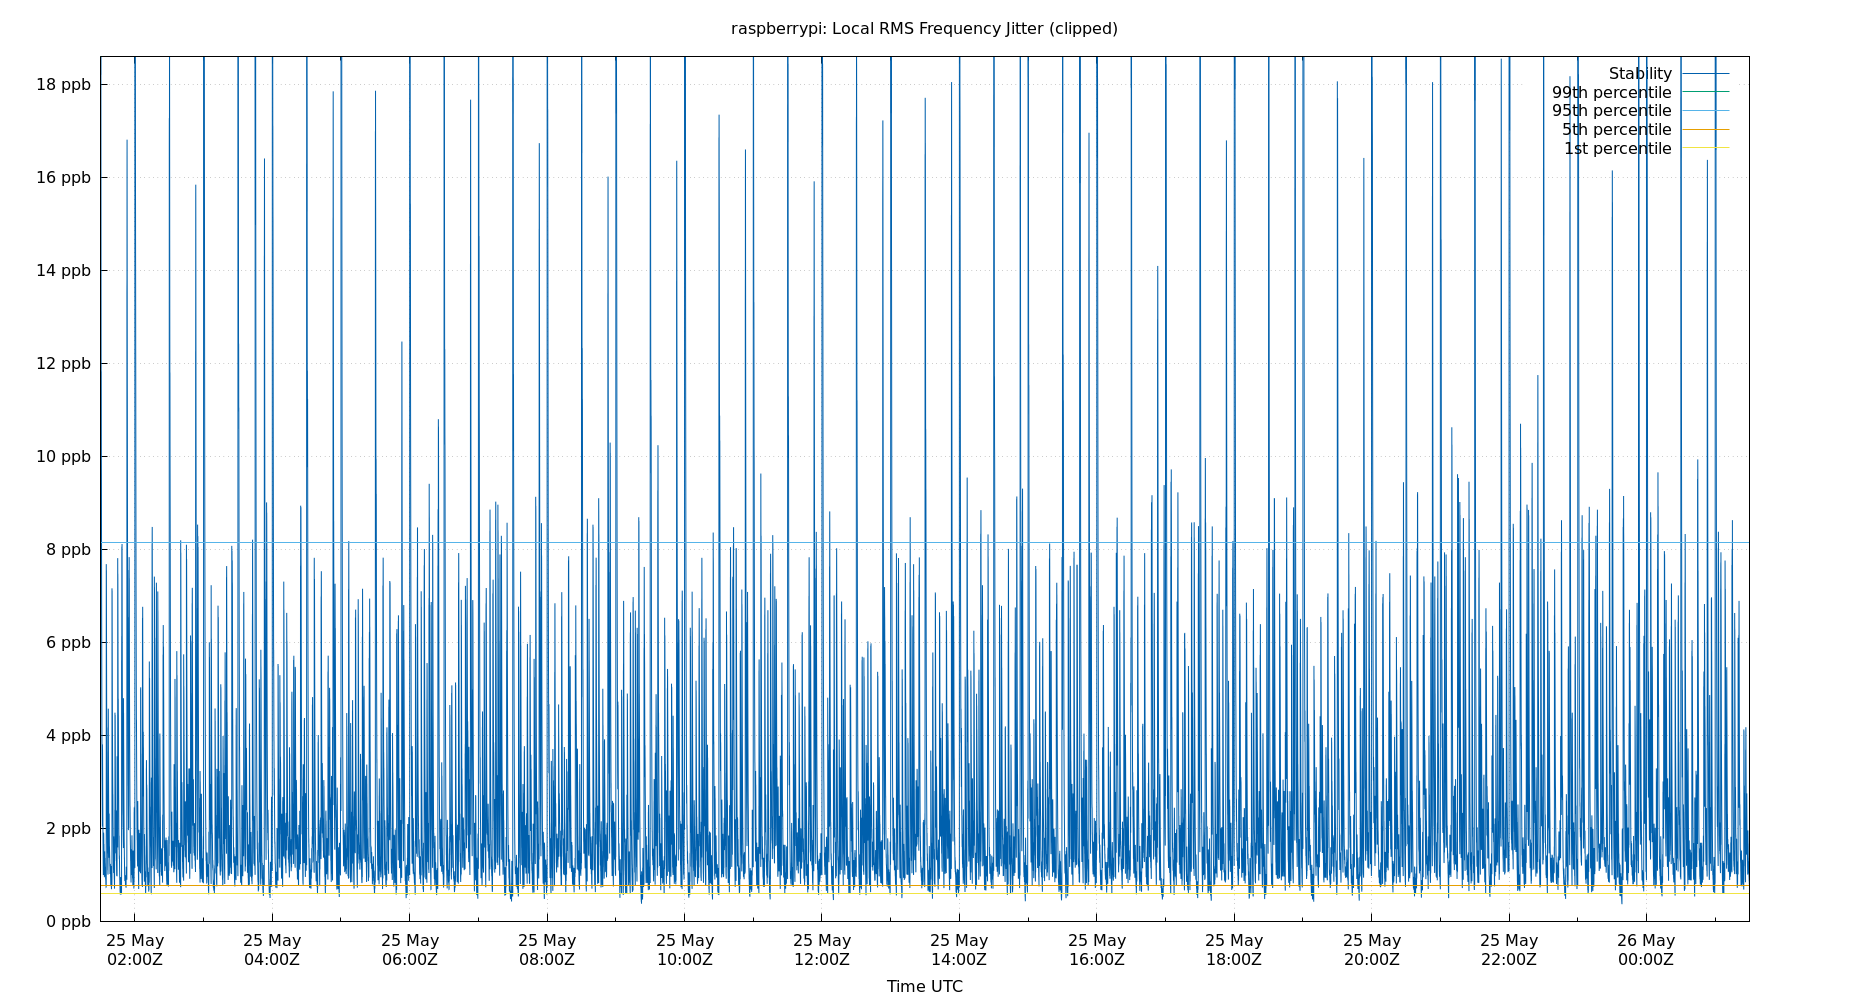 raspberrypi: Local RMS Frequency Jitter (clipped)
Stability
99th percentile
95th percentile
5th percentile
1st percentile
18 ppb
16 ppb
14 ppb
12 ppb
10 ppb
8 ppb
6 ppb
4 ppb
2 ppb
0 ppb
25 May 25 May 25 May 25 May 25 May 25 May 25 May 25 May 25 May 25 May 25 May 26 May
02:00Z 04:00Z 06:00Z 08:00Z 10:00Z 12:00Z 14:00Z 16:00Z 18:00Z 20:00Z 22:00Z 00:00Z
Time UTC